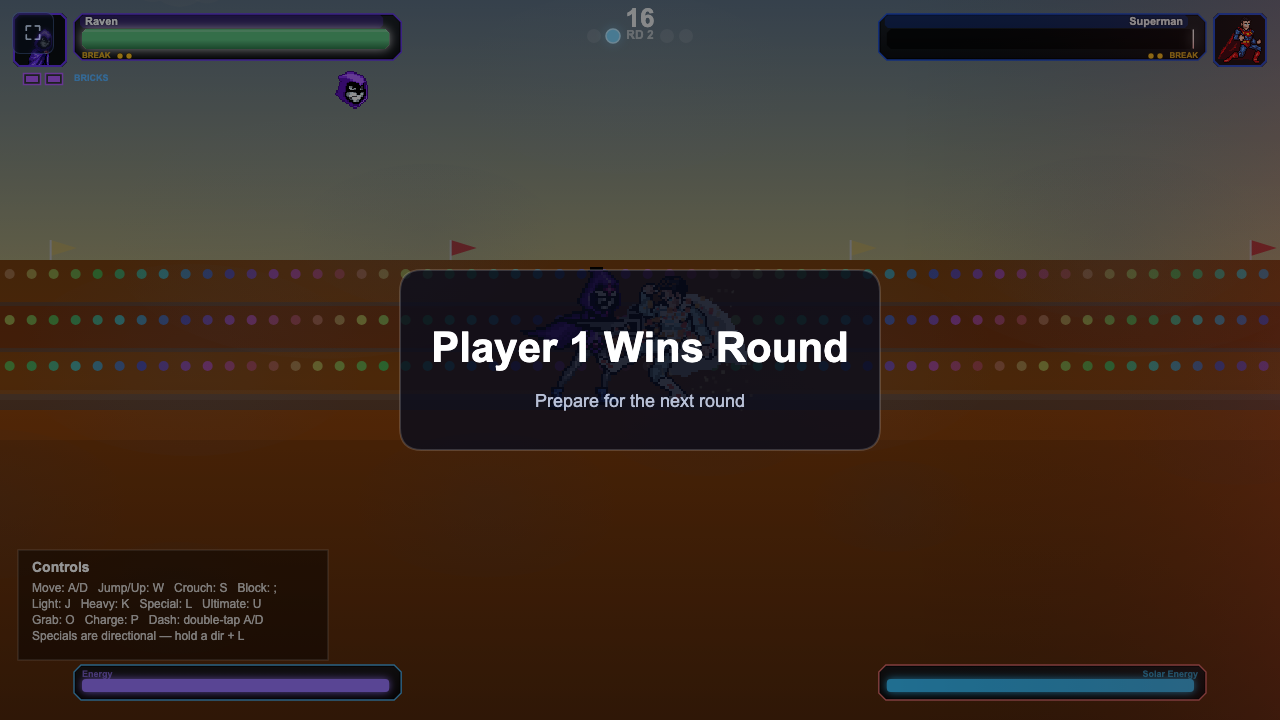 Raven
BREAK
BRICKS
16
RD 2
Superman
BREAK
Player 1 Wins Round
Prepare for the next round
Controls
Move: A/D   Jump/Up: W   Crouch: S   Block: ;
Light: J   Heavy: K   Special: L   Ultimate: U
Grab: O   Charge: P   Dash: double-tap A/D
Specials are directional — hold a dir + L
Energy
Solar Energy